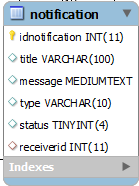 notification
idnotification INT(11)
title VARCHAR(100)
message MEDIUMTEXT
type VARCHAR(10)
status TINYINT(4)
receiverid INT(11)
Indexes